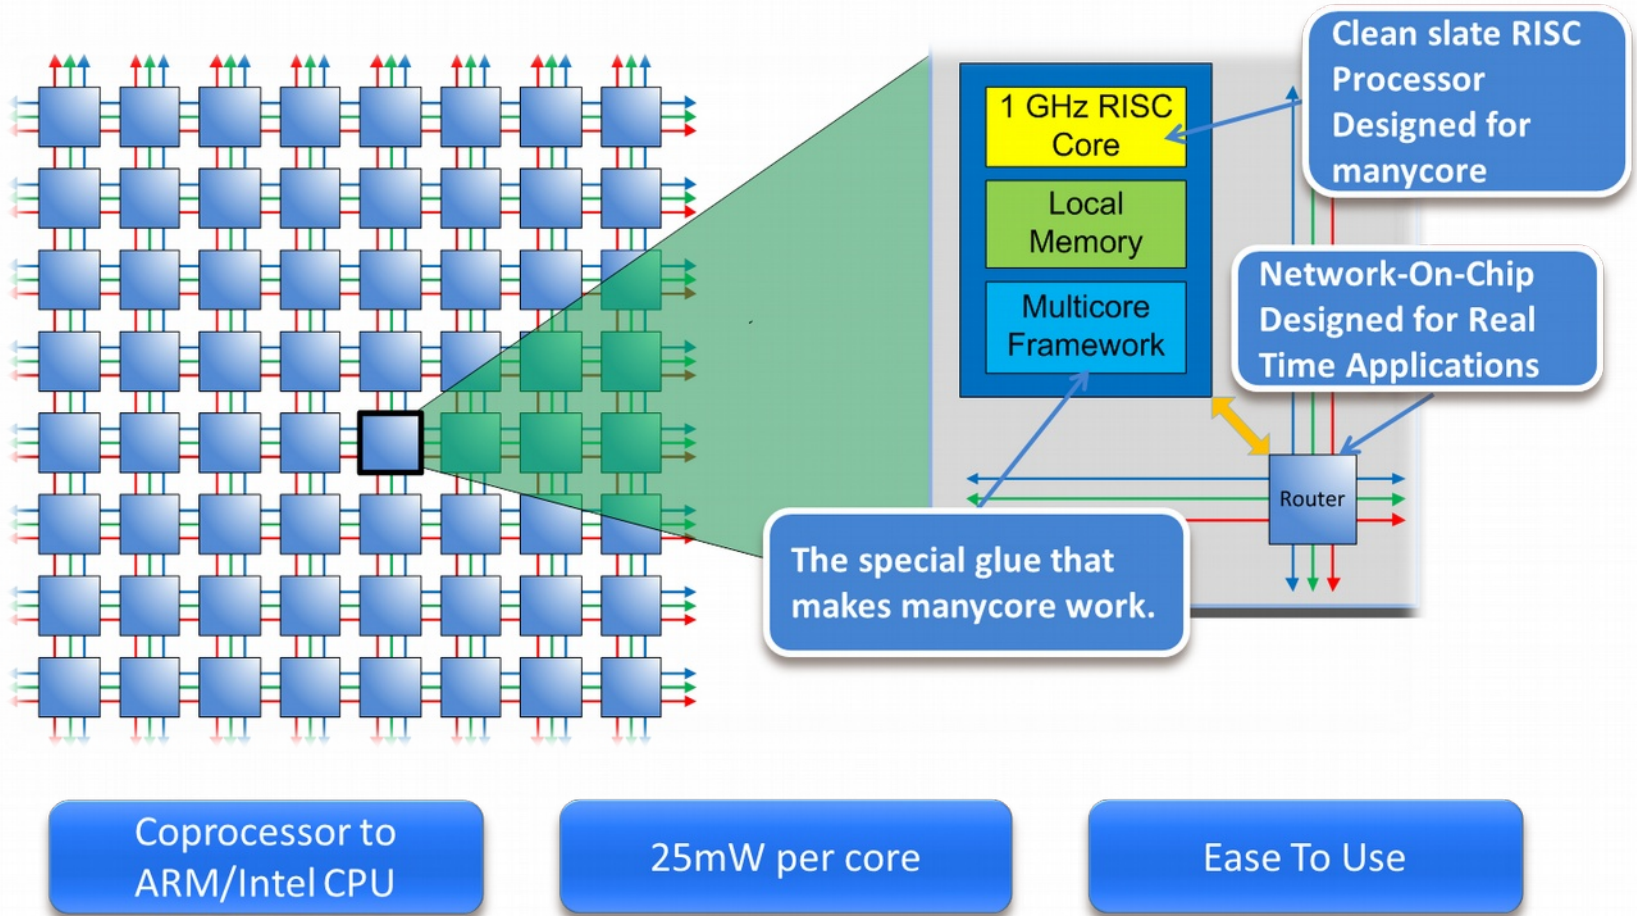 Clean slate RISC
Processor
Designed for
manycore
1 GHz RISC
Core
Local
Memory
Multicore
Framework
Network-On-Chip
Designed for Real
Time Applications
Router
The special glue that
makes manycore work.
Coprocessor to
ARM/Intel CPU
25mW per core
Ease To Use